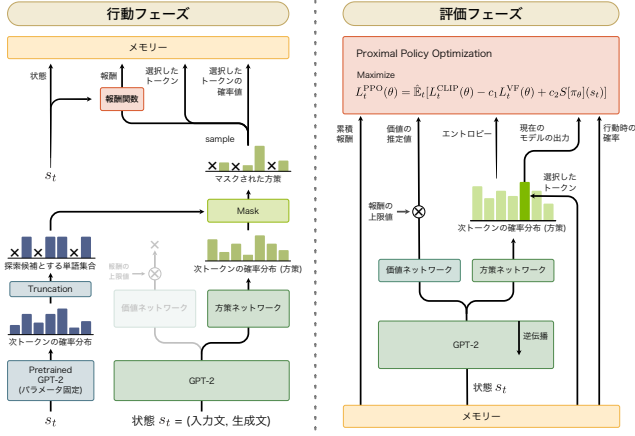 行動フェーズ
メモリー
状態
報酬
選択した
トークン
選択した
トークンの
確率値
報酬関数
sample
s_t
マスクされた方策
Mask
探索候補とする単語集合
Truncation
次トークンの確率分布
Pretrained
GPT-2
(パラメータ固定)
s_t
報酬の
上限値
次トークンの確率分布 (方策)
価値ネットワーク
方策ネットワーク
GPT-2
状態 s_t = (入力文, 生成文)
評価フェーズ
Proximal Policy Optimization
Maximize
L_t^{PPO}(θ) = Ê_t[L_t^{CLIP}(θ) − c_1L_t^{VF}(θ) + c_2S[π_θ](s_t)]
累積
報酬
価値の
推定値
エントロピー
現在の
モデルの出力
行動時の
確率
選択した
トークン
報酬の
上限値
次トークンの確率分布 (方策)
価値ネットワーク
方策ネットワーク
GPT-2
逆伝播
状態 s_t
メモリー